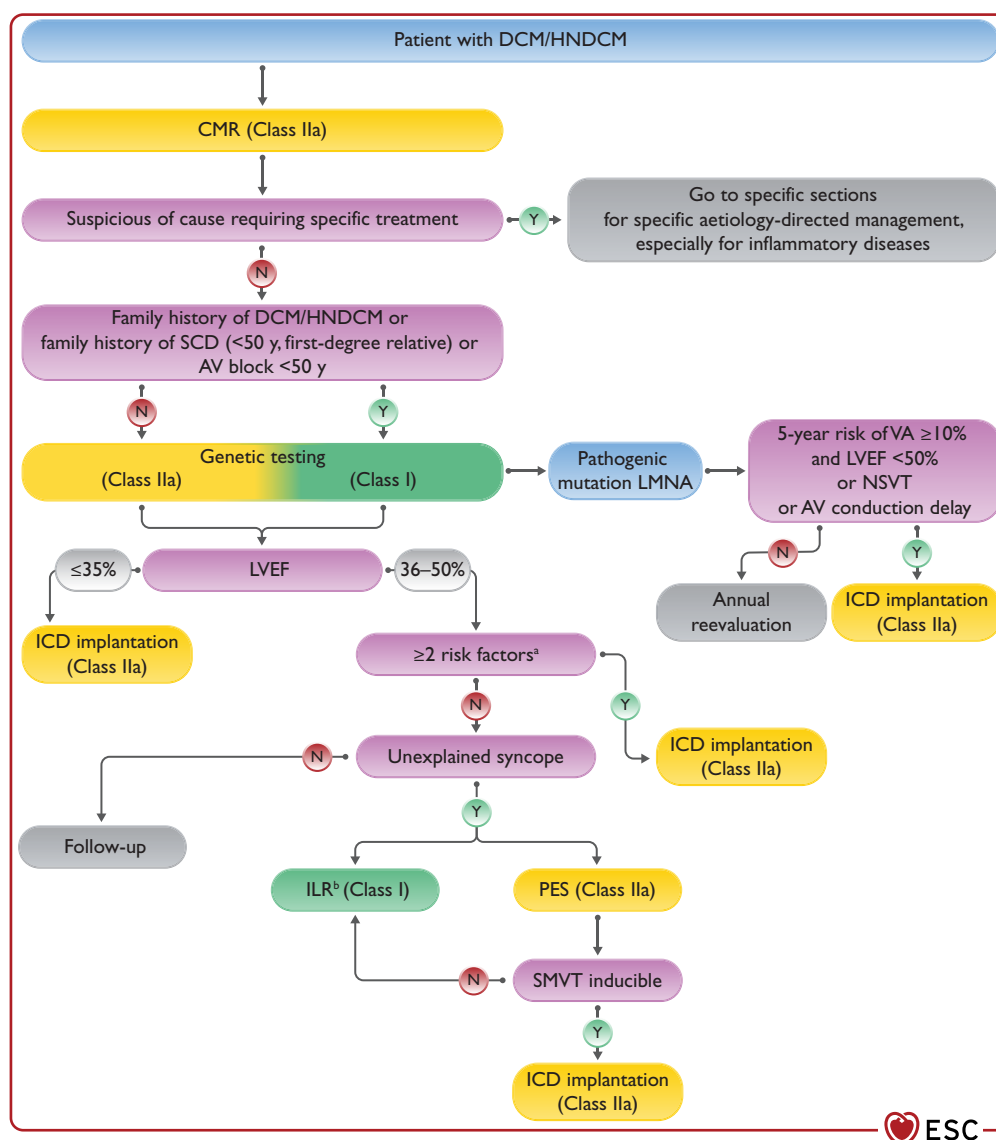 Patient with DCM/HNDCM
CMR (Class IIa)
Suspicious of cause requiring specific treatment
Y
Go to specific sections
for specific aetiology-directed management,
especially for inflammatory diseases
N
Family history of DCM/HNDCM or
family history of SCD (<50 y, first-degree relative) or
AV block <50 y
N
Y
Genetic testing
(Class IIa)
(Class I)
Pathogenic
mutation LMNA
5-year risk of VA ≥10%
and LVEF <50%
or NSVT
or AV conduction delay
N
Y
Annual
reevaluation
ICD implantation
(Class IIa)
≤35%
LVEF
36–50%
ICD implantation
(Class IIa)
≥2 risk factorsᵃ
N
Y
ICD implantation
(Class IIa)
Unexplained syncope
N
Y
Follow-up
ILRᵇ (Class I)
PES (Class IIa)
SMVT inducible
N
Y
ICD implantation
(Class IIa)
ESC